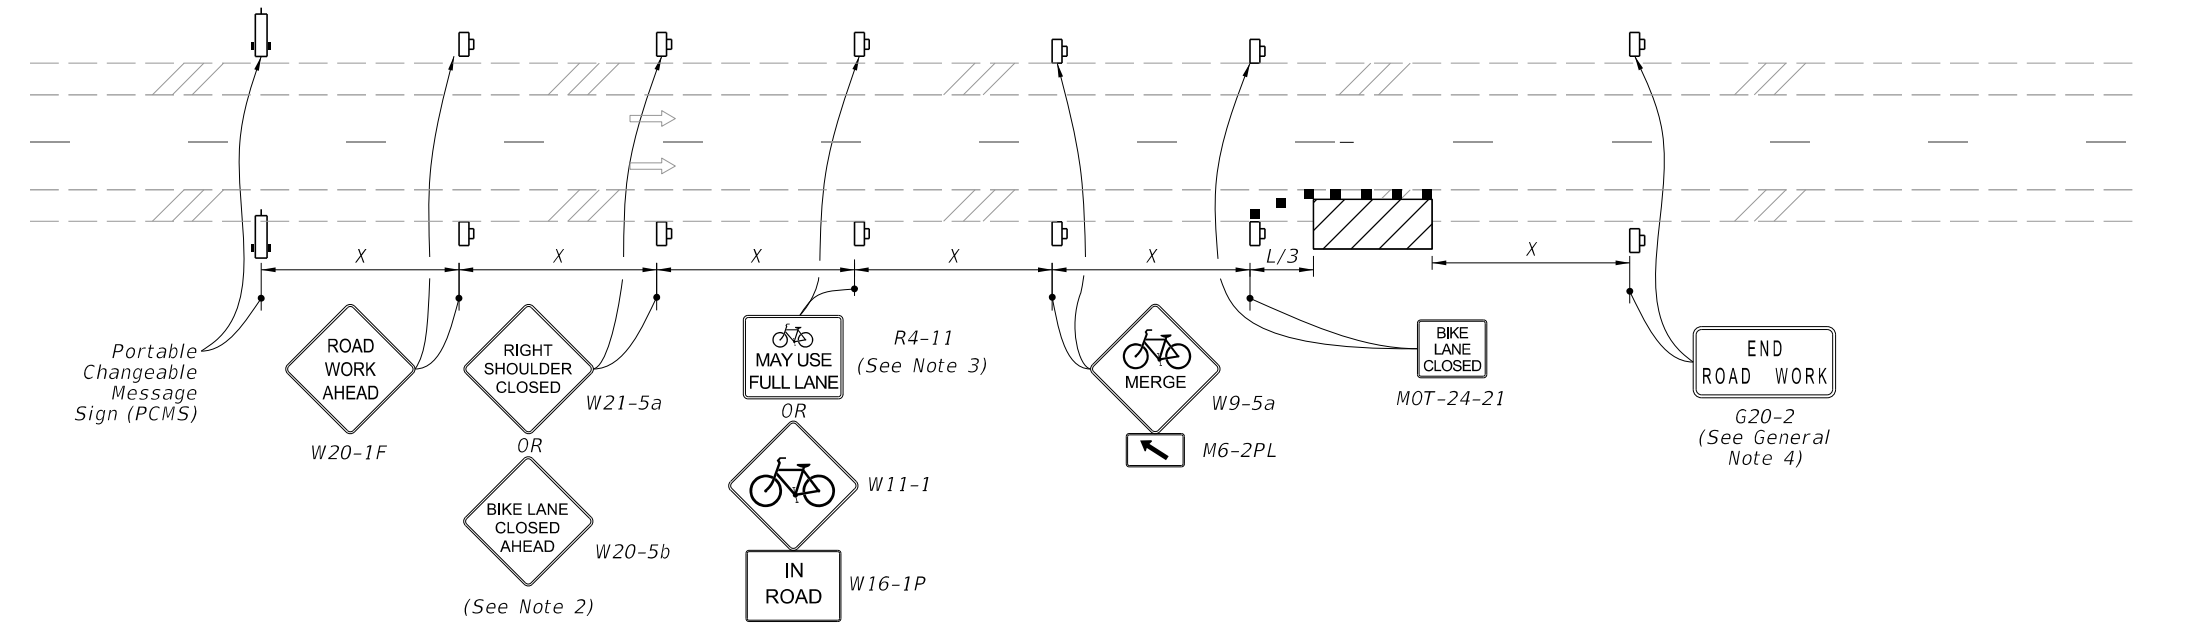 X
X
X
X
X
L/3
X
Portable
Changeable
Message
Sign (PCMS)
ROAD
WORK
AHEAD
W20-1F
RIGHT
SHOULDER
CLOSED
W21-5a
OR
BIKE LANE
CLOSED
AHEAD
W20-5b
(See Note 2)
MAY USE
FULL LANE
R4-11
(See Note 3)
OR
W11-1
IN
ROAD
W16-1P
MERGE
W9-5a
M6-2PL
BIKE
LANE
CLOSED
MOT-24-21
END
ROAD WORK
G20-2
(See General
Note 4)